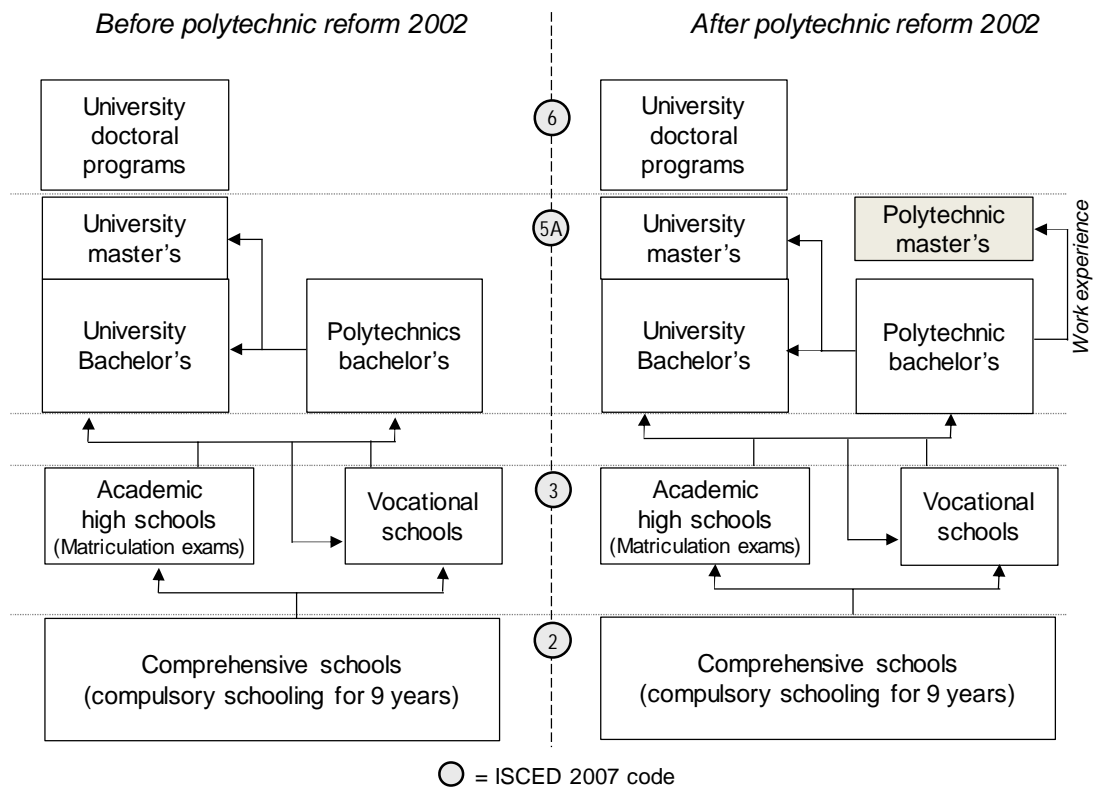 Before polytechnic reform 2002
After polytechnic reform 2002
University
doctoral
programs
6
University
doctoral
programs
University
master's
5A
University
master's
Polytechnic
master's
Work experience
University
Bachelor's
Polytechnics
bachelor's
University
Bachelor's
Polytechnic
bachelor's
Academic
high schools
(Matriculation exams)
Vocational
schools
3
Academic
high schools
(Matriculation exams)
Vocational
schools
2
Comprehensive schools
(compulsory schooling for 9 years)
Comprehensive schools
(compulsory schooling for 9 years)
= ISCED 2007 code